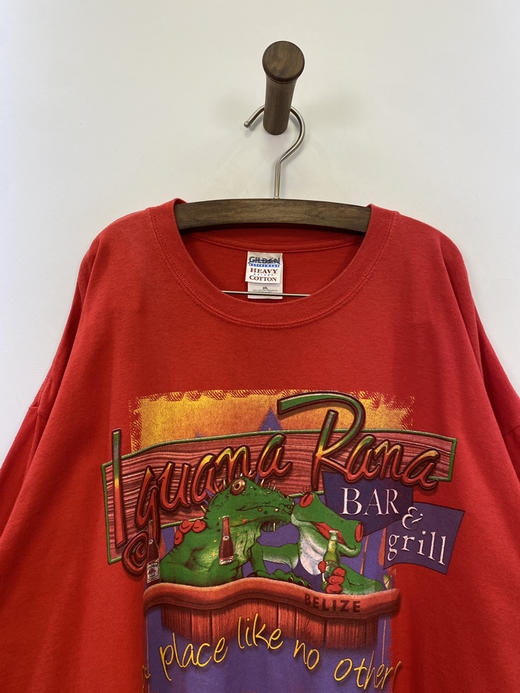 GILDAN
HEAVY
COTTON
Iguana Rana
BAR
&
grill
BELIZE
place like no other